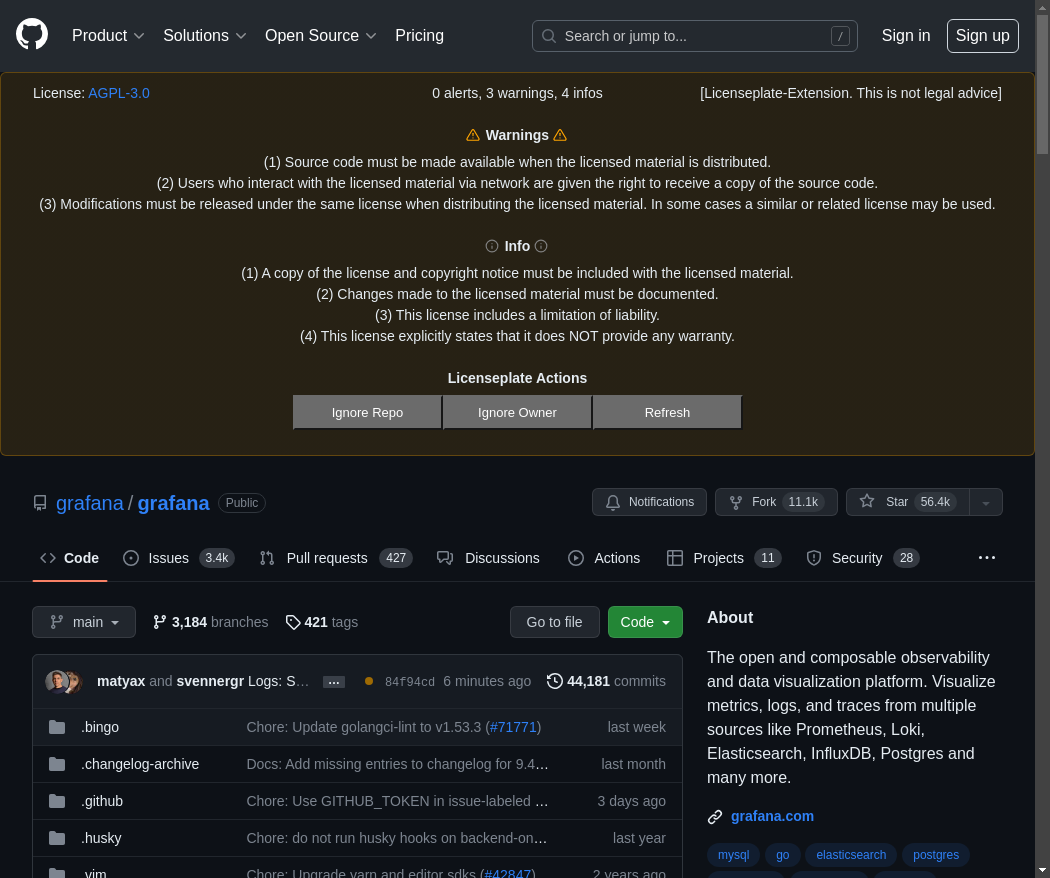 Product Solutions Open Source Pricing Search or jump to... / Sign in Sign up
License: AGPL-3.0 0 alerts, 3 warnings, 4 infos [Licenseplate-Extension. This is not legal advice]
Warnings
(1) Source code must be made available when the licensed material is distributed.
(2) Users who interact with the licensed material via network are given the right to receive a copy of the source code.
(3) Modifications must be released under the same license when distributing the licensed material. In some cases a similar or related license may be used.
Info
(1) A copy of the license and copyright notice must be included with the licensed material.
(2) Changes made to the licensed material must be documented.
(3) This license includes a limitation of liability.
(4) This license explicitly states that it does NOT provide any warranty.
Licenseplate Actions
Ignore Repo Ignore Owner Refresh
grafana / grafana Public Notifications Fork 11.1k Star 56.4k
Code Issues 3.4k Pull requests 427 Discussions Actions Projects 11 Security 28
main 3,184 branches 421 tags Go to file Code
matyax and svennergr Logs: S... ... 84f94cd 6 minutes ago 44,181 commits
.bingo Chore: Update golangci-lint to v1.53.3 (#71771) last week
.changelog-archive Docs: Add missing entries to changelog for 9.4... last month
.github Chore: Use GITHUB_TOKEN in issue-labeled ... 3 days ago
.husky Chore: do not run husky hooks on backend-on... last year
.vim Chore: Upgrade yarn and editor sdks (#42847) 2 years ago
About
The open and composable observability
and data visualization platform. Visualize
metrics, logs, and traces from multiple
sources like Prometheus, Loki,
Elasticsearch, InfluxDB, Postgres and
many more.
grafana.com
mysql go elasticsearch postgres